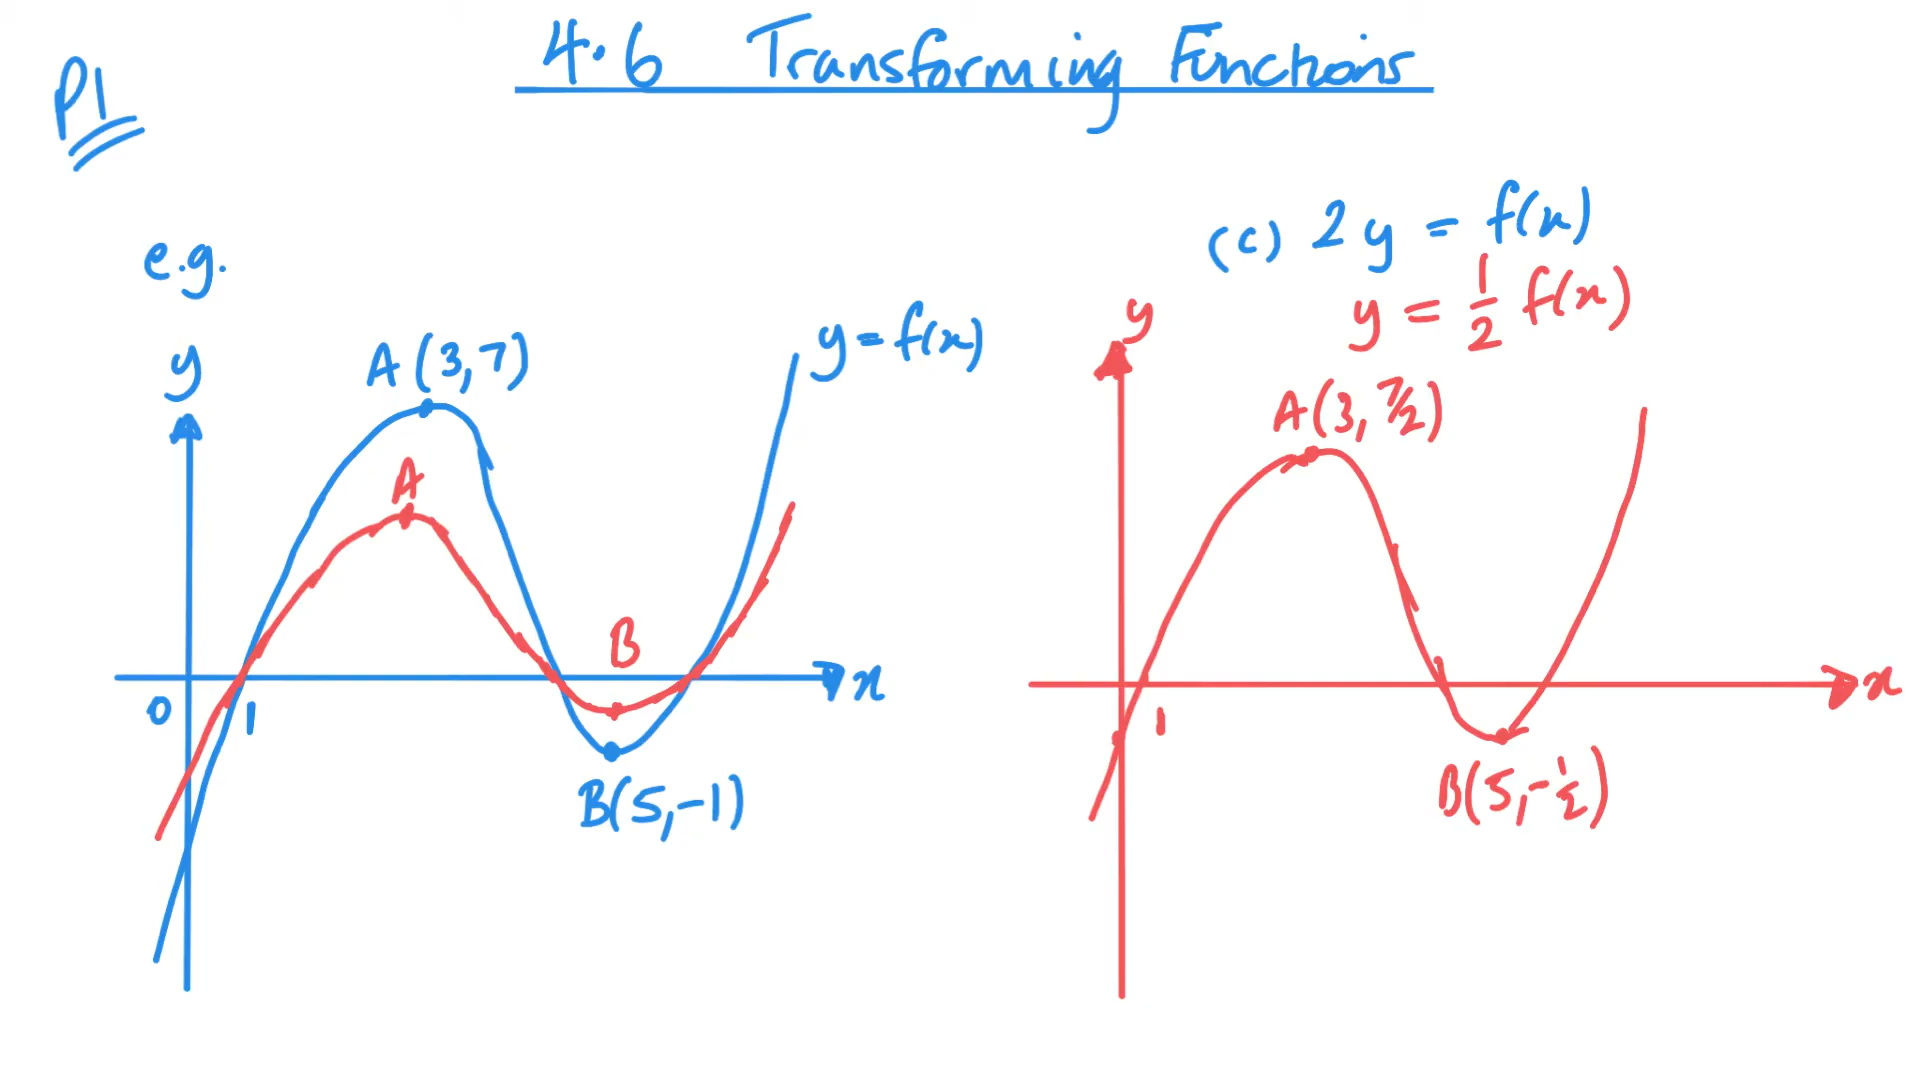 4.6 Transforming Functions
P1
e.g.
y
A(3,7)
y=f(x)
A
B
0
1
x
B(5,-1)
(c) 2y = f(x)
y = 1/2 f(x)
y
A(3, 7/2)
1
x
B(5,-1/2)